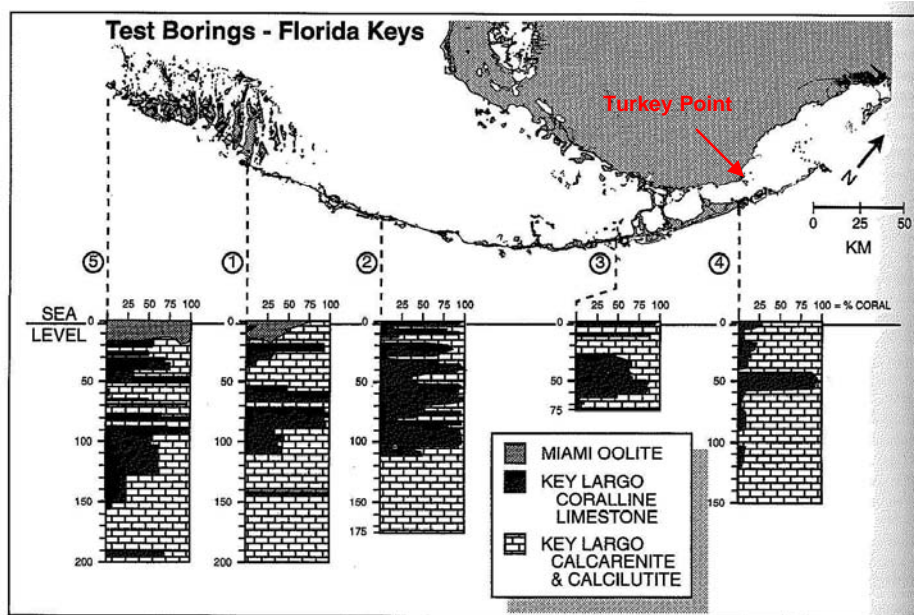 Test Borings - Florida Keys
Turkey Point
N
0 25 50
KM
5 1 2 3 4
SEA
LEVEL
25 50 75 100
25 50 75 100
25 50 75 100
25 50 75 100
25 50 75 100 = % CORAL
0
50
100
150
200
0
50
100
150
200
0
50
100
150
175
0
50
75
0
50
100
150
MIAMI OOLITE
KEY LARGO
CORALLINE
LIMESTONE
KEY LARGO
CALCARENITE
& CALCILUTITE